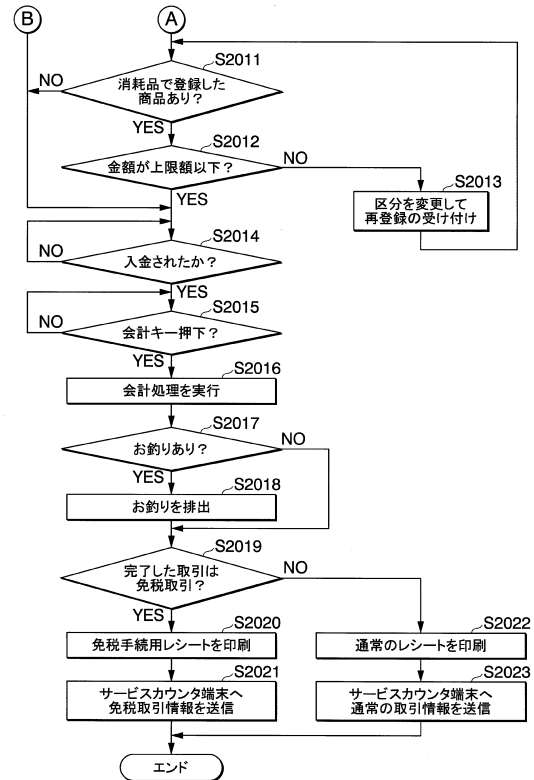 B
A
S2011
消耗品で登録した
商品あり？
NO
YES
S2012
金額が上限額以下？
NO
YES
S2013
区分を変更して
再登録の受け付け
S2014
入金されたか？
NO
YES
S2015
会計キー押下？
NO
YES
S2016
会計処理を実行
S2017
お釣りあり？
NO
YES
S2018
お釣りを排出
S2019
完了した取引は
免税取引？
NO
YES
S2020
免税手続用レシートを印刷
S2022
通常のレシートを印刷
S2021
サービスカウンタ端末へ
免税取引情報を送信
S2023
サービスカウンタ端末へ
通常の取引情報を送信
エンド